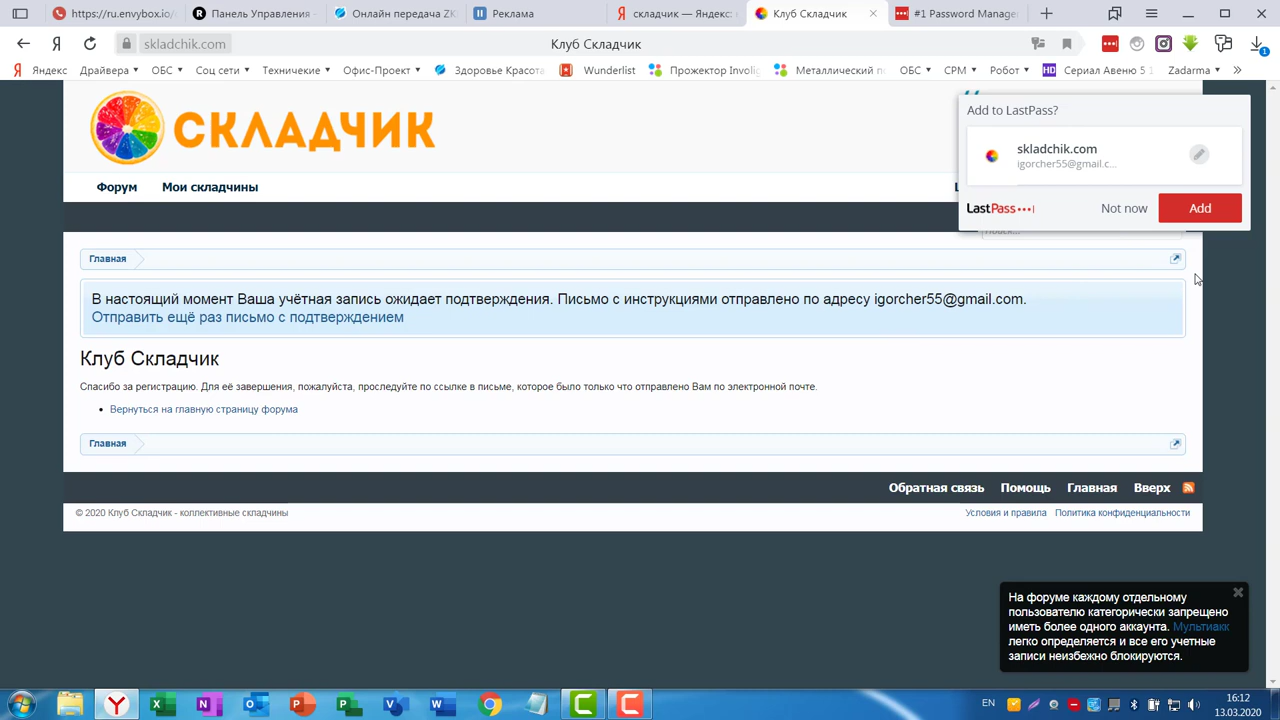 https://ru.envybox.io/
Панель Управления -
Онлайн передача ZK
Реклама
складчик — Яндекс:
Клуб Складчик
#1 Password Manage
skladchik.com
Клуб Складчик
1
Яндекс
Драйвера
ОБС
Соц сети
Техничекие
Офис-Проект
Здоровье Красота
Wunderlist
Прожектор Involig
Металлический п
ОБС
СРМ
Робот
HD
Сериал Авеню 5 1
Zadarma
СКЛАДЧИК
Add to LastPass?
skladchik.com
igorcher55@gmail.c...
LastPass
Not now
Add
Форум
Мои складчины
Поиск...
Главная
В настоящий момент Ваша учётная запись ожидает подтверждения. Письмо с инструкциями отправлено по адресу igorcher55@gmail.com.
Отправить ещё раз письмо с подтверждением
Клуб Складчик
Спасибо за регистрацию. Для её завершения, пожалуйста, проследуйте по ссылке в письме, которое было только что отправлено Вам по электронной почте.
Вернуться на главную страницу форума
Главная
Обратная связь
Помощь
Главная
Вверх
© 2020 Клуб Складчик - коллективные складчины
Условия и правила
Политика конфиденциальности
На форуме каждому отдельному
пользователю категорически запрещено
иметь более одного аккаунта. Мультиакк
легко определяется и все его учетные
записи неизбежно блокируются.
EN
16:12
13.03.2020